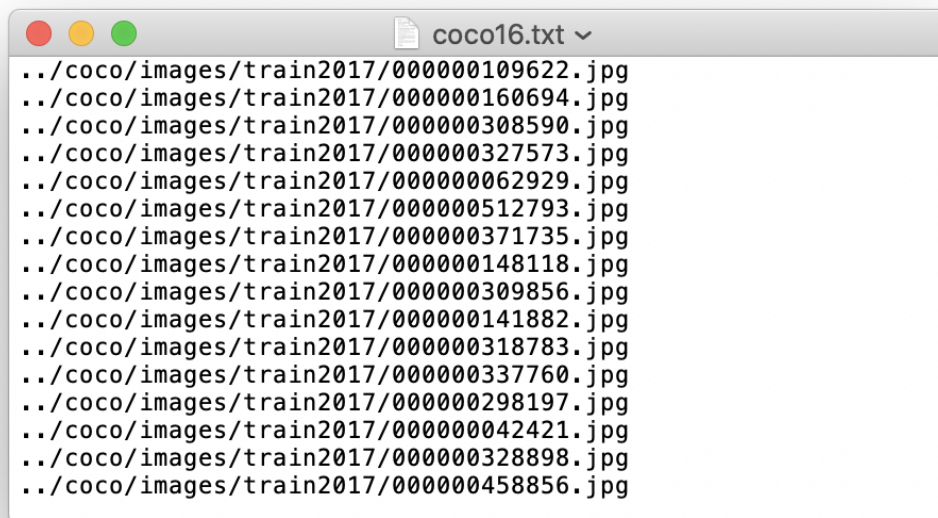 coco16.txt
../coco/images/train2017/000000109622.jpg
../coco/images/train2017/000000160694.jpg
../coco/images/train2017/000000308590.jpg
../coco/images/train2017/000000327573.jpg
../coco/images/train2017/000000062929.jpg
../coco/images/train2017/000000512793.jpg
../coco/images/train2017/000000371735.jpg
../coco/images/train2017/000000148118.jpg
../coco/images/train2017/000000309856.jpg
../coco/images/train2017/000000141882.jpg
../coco/images/train2017/000000318783.jpg
../coco/images/train2017/000000337760.jpg
../coco/images/train2017/000000298197.jpg
../coco/images/train2017/000000042421.jpg
../coco/images/train2017/000000328898.jpg
../coco/images/train2017/000000458856.jpg